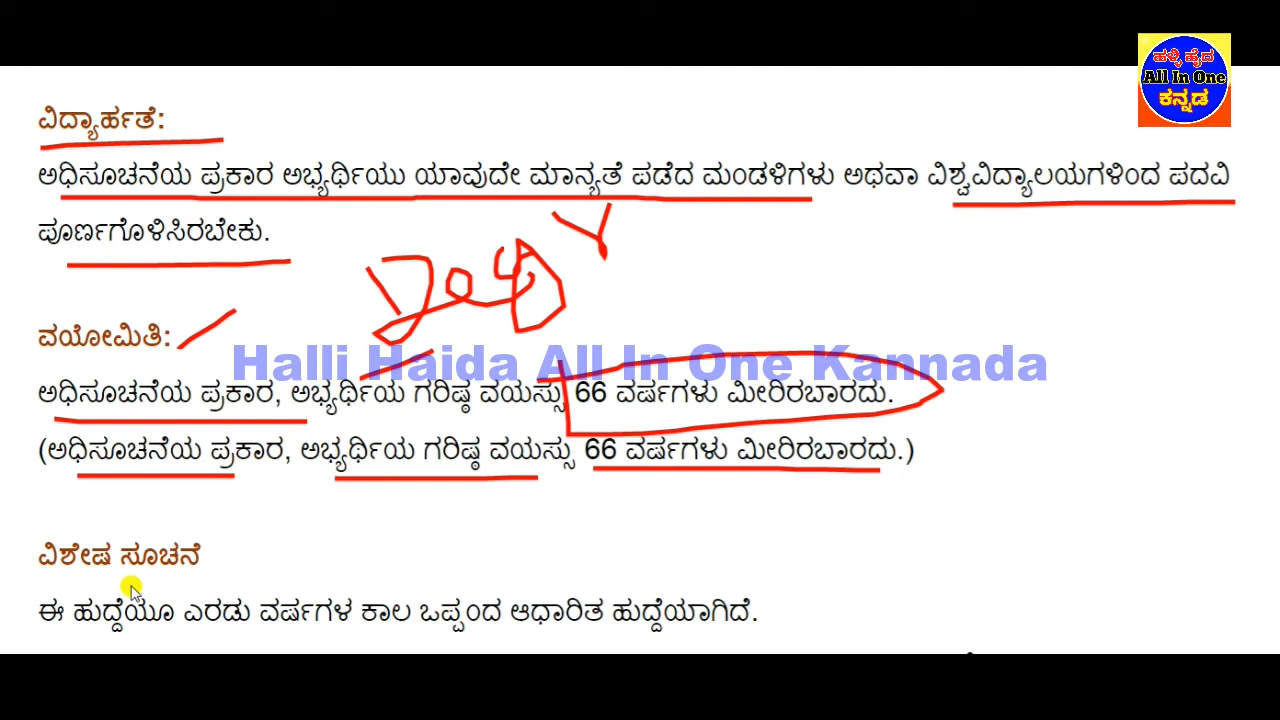 ಹಳ್ಳಿ ಹೈದ
All In One
ಕನ್ನಡ
ವಿದ್ಯಾರ್ಹತೆ:
ಅಧಿಸೂಚನೆಯ ಪ್ರಕಾರ ಅಭ್ಯರ್ಥಿಯು ಯಾವುದೇ ಮಾನ್ಯತೆ ಪಡೆದ ಮಂಡಳಿಗಳು ಅಥವಾ ವಿಶ್ವವಿದ್ಯಾಲಯಗಳಿಂದ ಪದವಿ
ಪೂರ್ಣಗೊಳಿಸಿರಬೇಕು.
ವಯೋಮಿತಿ:
Halli Haida All In One Kannada
ಅಧಿಸೂಚನೆಯ ಪ್ರಕಾರ, ಅಭ್ಯರ್ಥಿಯ ಗರಿಷ್ಠ ವಯಸ್ಸು 66 ವರ್ಷಗಳು ಮೀರಿರಬಾರದು.
(ಅಧಿಸೂಚನೆಯ ಪ್ರಕಾರ, ಅಭ್ಯರ್ಥಿಯ ಗರಿಷ್ಠ ವಯಸ್ಸು 66 ವರ್ಷಗಳು ಮೀರಿರಬಾರದು.)
ವಿಶೇಷ ಸೂಚನೆ
ಈ ಹುದ್ದೆಯೂ ಎರಡು ವರ್ಷಗಳ ಕಾಲ ಒಪ್ಪಂದ ಆಧಾರಿತ ಹುದ್ದೆಯಾಗಿದೆ.